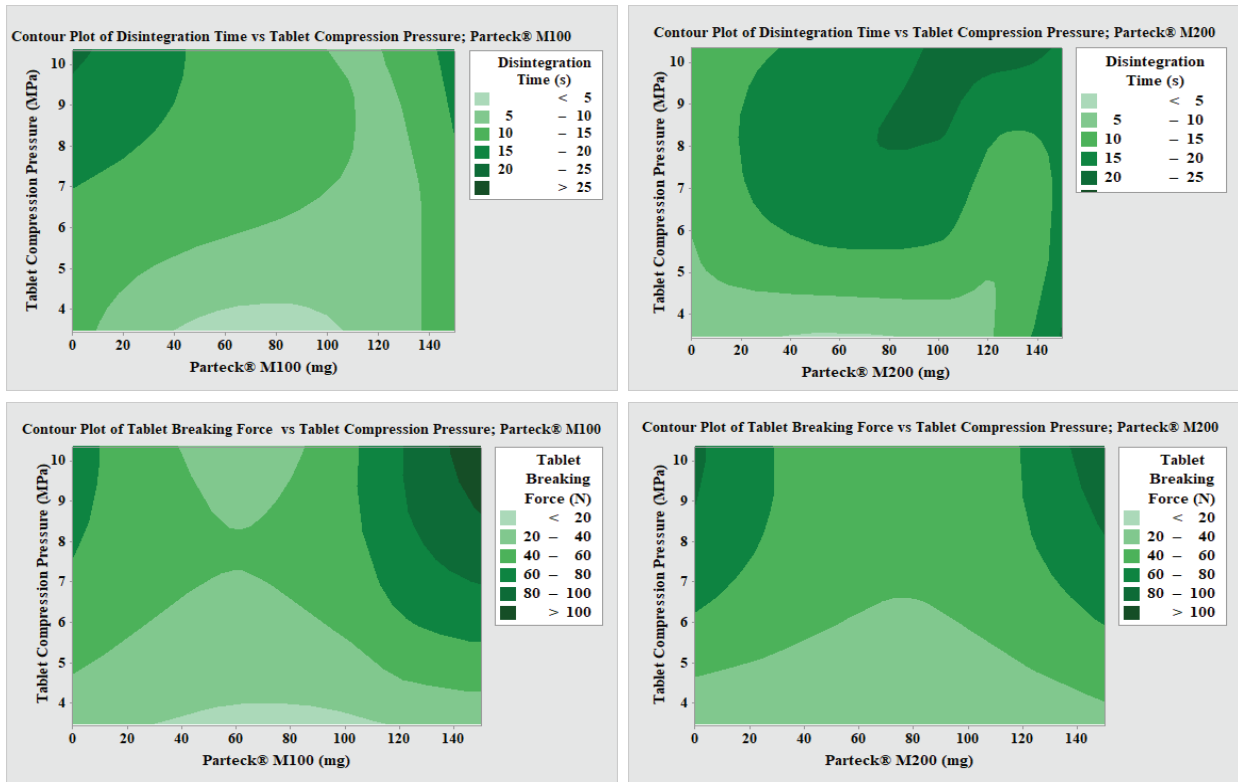 Contour Plot of Disintegration Time vs Tablet Compression Pressure; Parteck® M100
Tablet Compression Pressure (MPa)
10
9
8
7
6
5
4
0 20 40 60 80 100 120 140
Parteck® M100 (mg)
Disintegration
Time (s)
< 5
5 – 10
10 – 15
15 – 20
20 – 25
> 25
Contour Plot of Disintegration Time vs Tablet Compression Pressure; Parteck® M200
Tablet Compression Pressure (MPa)
10
9
8
7
6
5
4
0 20 40 60 80 100 120 140
Parteck® M200 (mg)
Disintegration
Time (s)
< 5
5 – 10
10 – 15
15 – 20
20 – 25
Contour Plot of Tablet Breaking Force vs Tablet Compression Pressure; Parteck® M100
Tablet Compression Pressure (MPa)
10
9
8
7
6
5
4
0 20 40 60 80 100 120 140
Parteck® M100 (mg)
Tablet
Breaking
Force (N)
< 20
20 – 40
40 – 60
60 – 80
80 – 100
> 100
Contour Plot of Tablet Breaking Force vs Tablet Compression Pressure; Parteck® M200
Tablet Compression Pressure (MPa)
10
9
8
7
6
5
4
0 20 40 60 80 100 120 140
Parteck® M200 (mg)
Tablet
Breaking
Force (N)
< 20
20 – 40
40 – 60
60 – 80
80 – 100
> 100